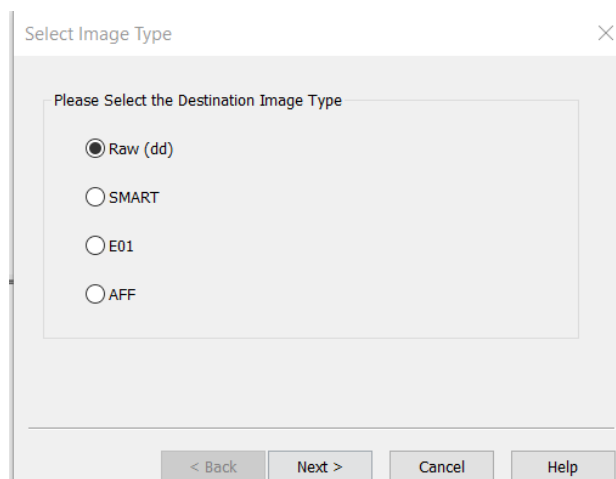 Select Image Type
Please Select the Destination Image Type
Raw (dd)
SMART
E01
AFF
< Back Next > Cancel Help